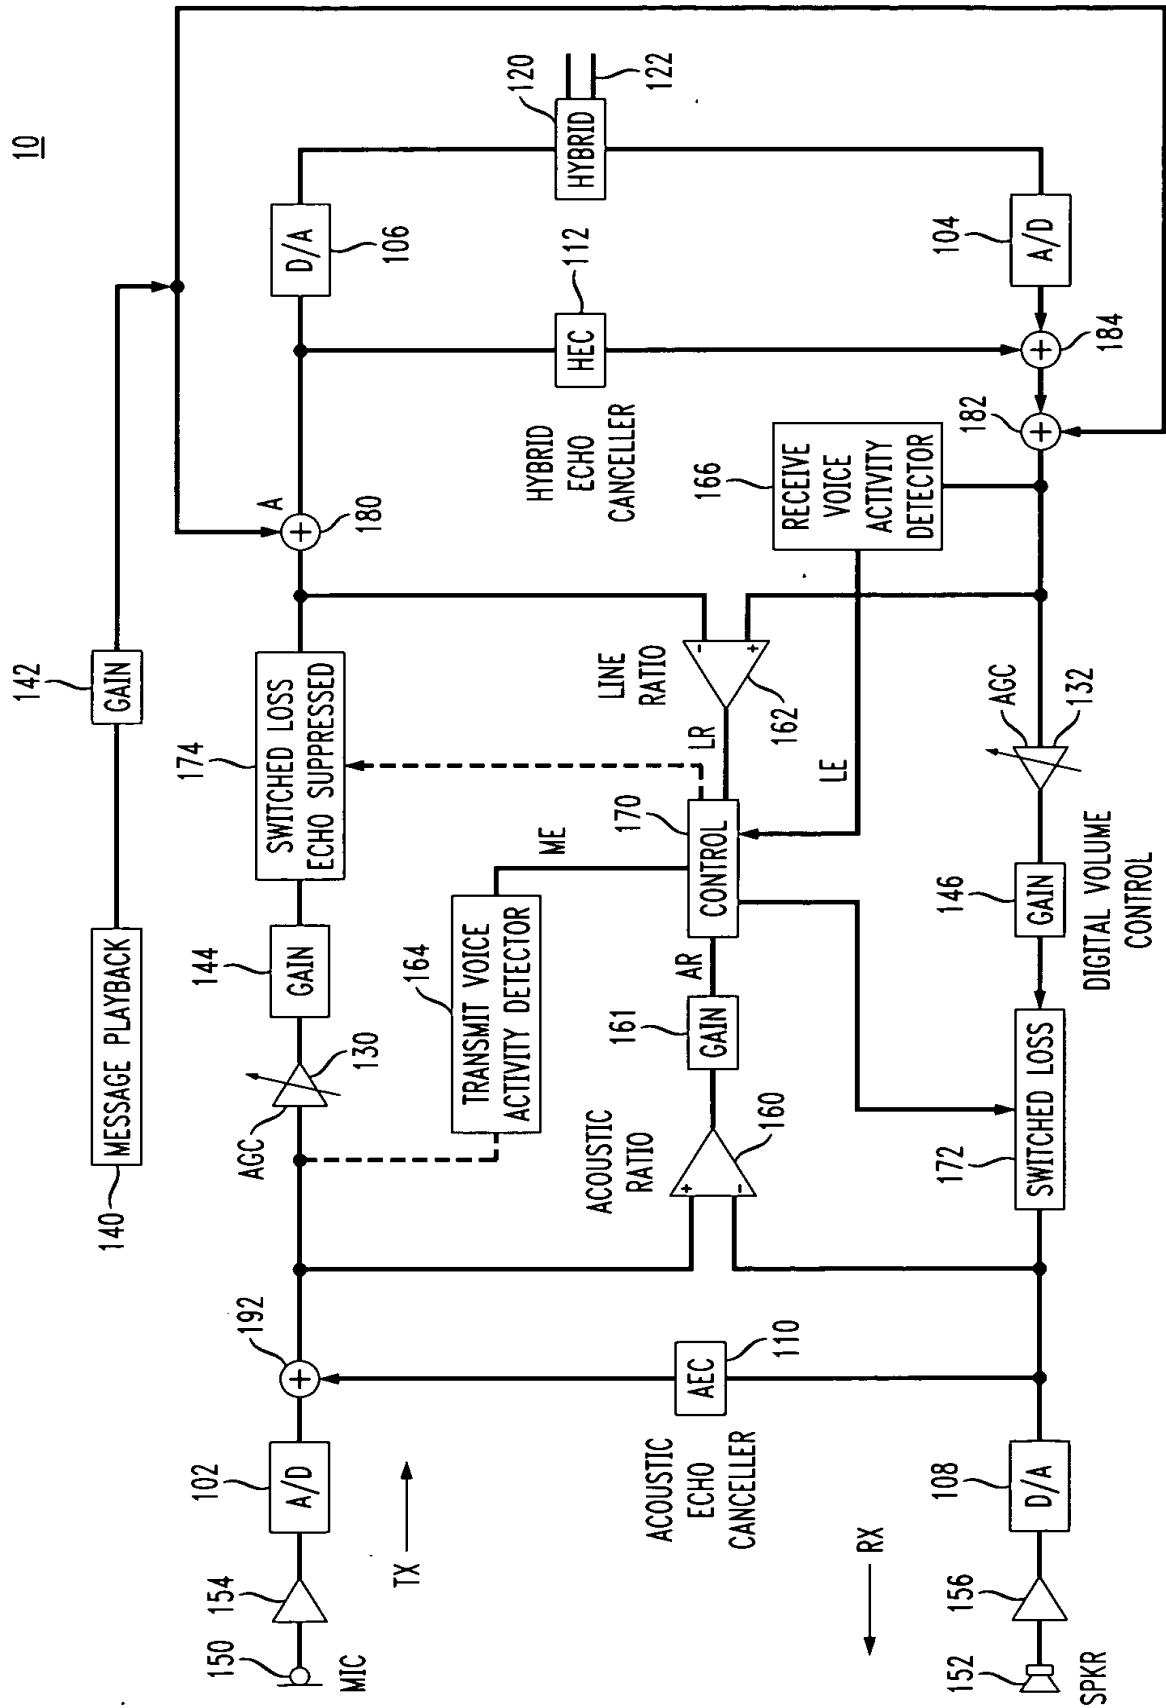 10
MESSAGE PLAYBACK
140
GAIN
142
MIC
150
154
A/D
102
192
AGC
130
GAIN
144
SWITCHED LOSS
ECHO SUPPRESSED
174
A
180
D/A
106
TX
TRANSMIT VOICE
ACTIVITY DETECTOR
164
ME
ACOUSTIC
ECHO
CANCELLER
AEC
110
ACOUSTIC
RATIO
+
-
160
GAIN
161
AR
CONTROL
170
LR
LINE
RATIO
-
+
162
LE
HYBRID
ECHO
CANCELLER
HEC
112
HYBRID
120
122
RECEIVE
VOICE
ACTIVITY
DETECTOR
166
RX
SPKR
152
156
D/A
108
SWITCHED LOSS
172
GAIN
146
DIGITAL VOLUME
CONTROL
AGC
132
182
184
A/D
104